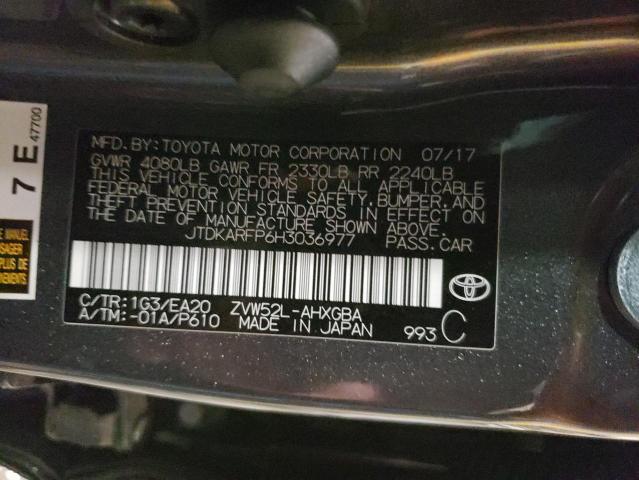 MFD.BY:TOYOTA MOTOR CORPORATION 07/17
GVWR 4080LB GAWR FR 2330LB RR 2240LB
THIS VEHICLE CONFORMS TO ALL APPLICABLE
FEDERAL MOTOR VEHICLE SAFETY,BUMPER,AND
THEFT PREVENTION STANDARDS IN EFFECT ON
THE DATE OF MANUFACTURE SHOWN ABOVE.
JTDKARFP6H3036977 PASS.CAR
C/TR:1G3/EA20 ZVW52L-AHXGBA
A/TM:-01A/P610 MADE IN JAPAN 993 C
7 E 47700
MANUEL